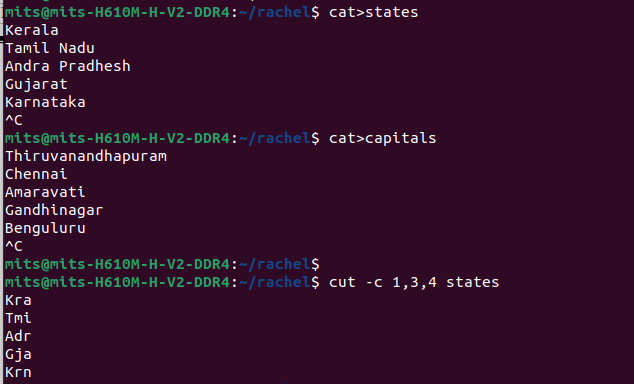 mits@mits-H610M-H-V2-DDR4:~/rachel$ cat>states
Kerala
Tamil Nadu
Andra Pradhesh
Gujarat
Karnataka
^C
mits@mits-H610M-H-V2-DDR4:~/rachel$ cat>capitals
Thiruvanandhapuram
Chennai
Amaravati
Gandhinagar
Benguluru
^C
mits@mits-H610M-H-V2-DDR4:~/rachel$
mits@mits-H610M-H-V2-DDR4:~/rachel$ cut -c 1,3,4 states
Kra
Tmi
Adr
Gja
Krn